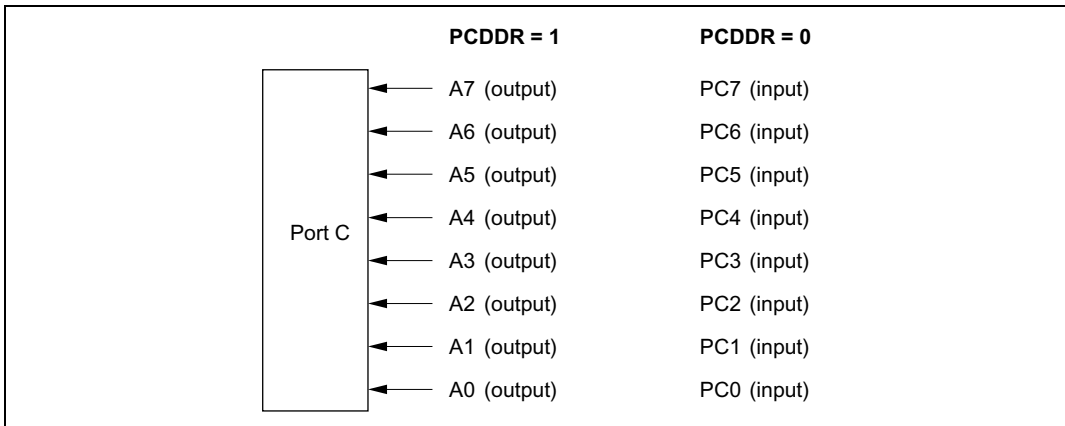 PCDDR = 1 PCDDR = 0
A7 (output) PC7 (input)
A6 (output) PC6 (input)
A5 (output) PC5 (input)
A4 (output) PC4 (input)
Port C
A3 (output) PC3 (input)
A2 (output) PC2 (input)
A1 (output) PC1 (input)
A0 (output) PC0 (input)